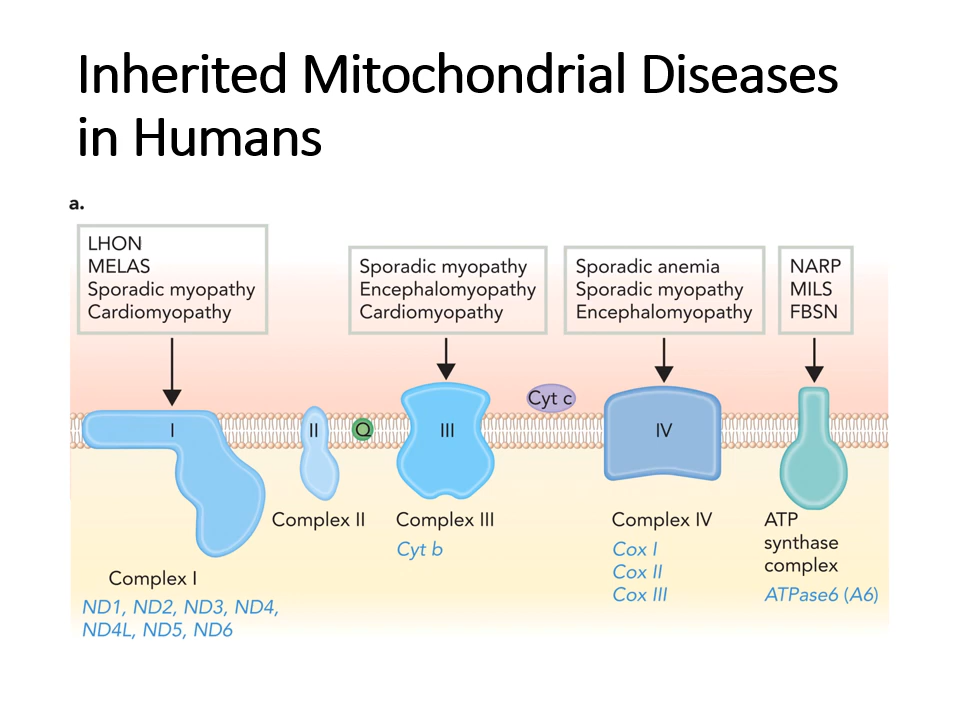 Inherited Mitochondrial Diseases
in Humans
a.
LHON
MELAS
Sporadic myopathy
Cardiomyopathy
Sporadic myopathy
Encephalomyopathy
Cardiomyopathy
Sporadic anemia
Sporadic myopathy
Encephalomyopathy
NARP
MILS
FBSN
Cyt c
I
II
Q
III
IV
Complex I
ND1, ND2, ND3, ND4,
ND4L, ND5, ND6
Complex II
Complex III
Cyt b
Complex IV
Cox I
Cox II
Cox III
ATP
synthase
complex
ATPase6 (A6)